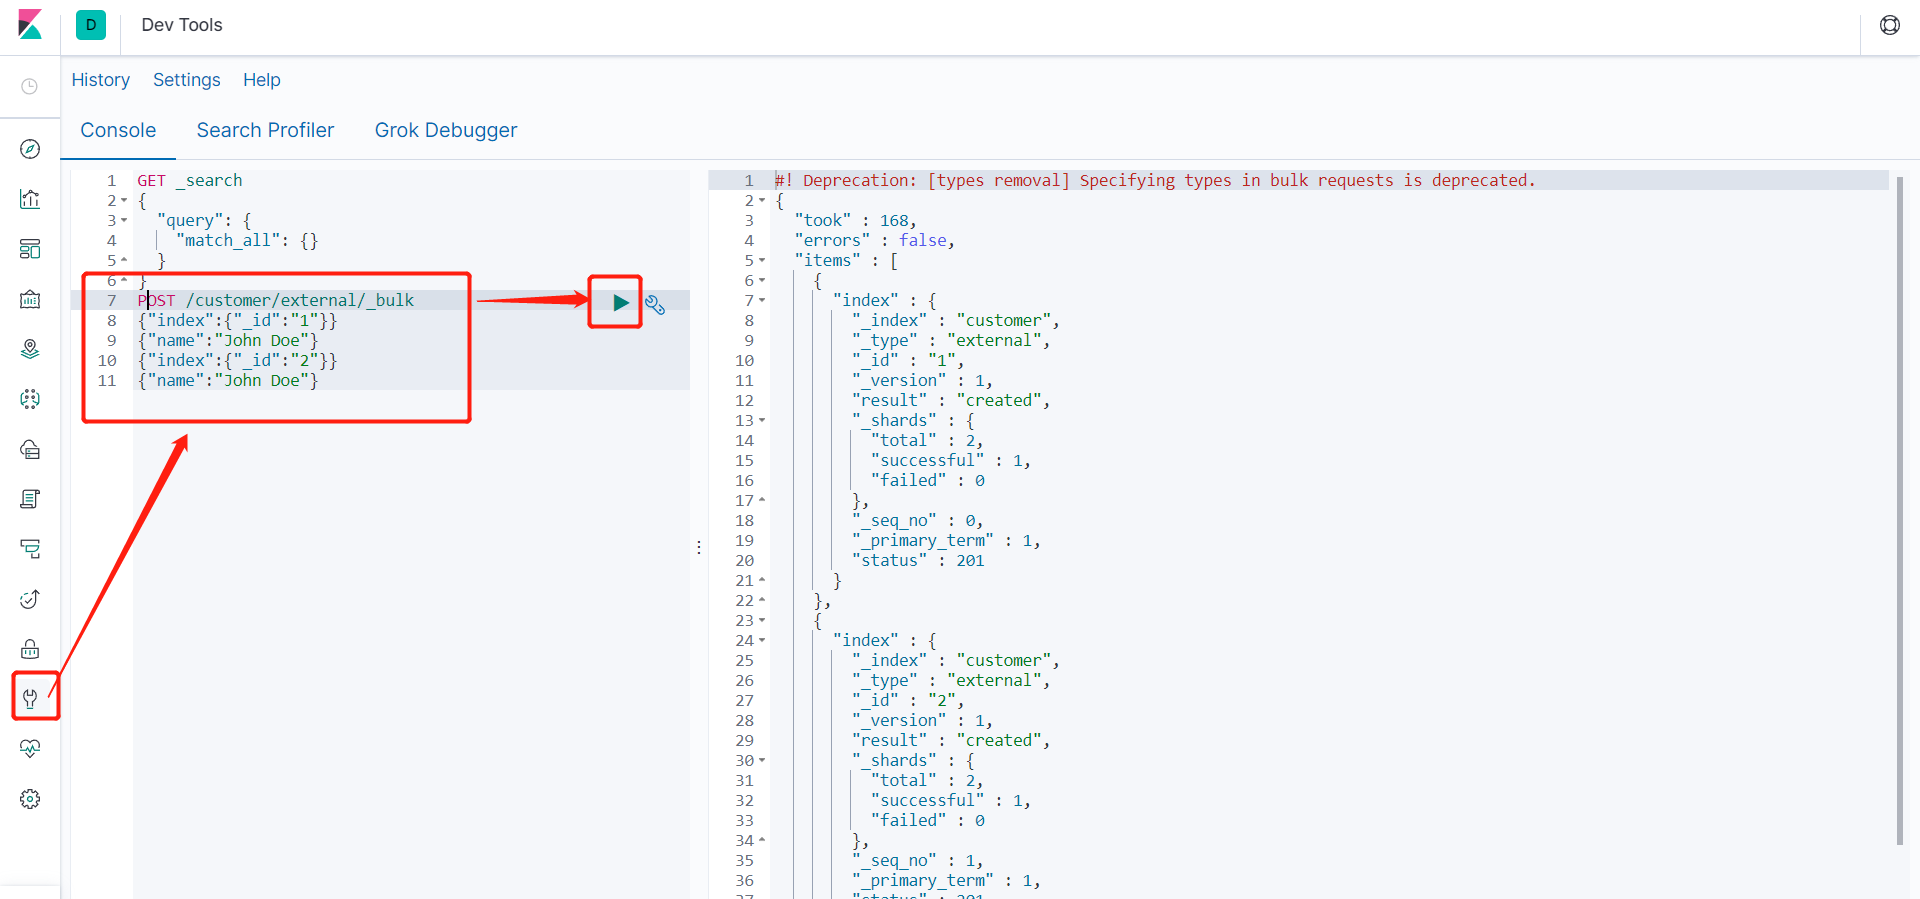 D
Dev Tools
History Settings Help
Console Search Profiler Grok Debugger
1 GET _search
2 {
3 "query": {
4 "match_all": {}
5 }
6 }
7 POST /customer/external/_bulk
8 {"index":{"_id":"1"}}
9 {"name":"John Doe"}
10 {"index":{"_id":"2"}}
11 {"name":"John Doe"}
1 #! Deprecation: [types removal] Specifying types in bulk requests is deprecated.
2 {
3 "took" : 168,
4 "errors" : false,
5 "items" : [
6 {
7 "index" : {
8 "_index" : "customer",
9 "_type" : "external",
10 "_id" : "1",
11 "_version" : 1,
12 "result" : "created",
13 "_shards" : {
14 "total" : 2,
15 "successful" : 1,
16 "failed" : 0
17 },
18 "_seq_no" : 0,
19 "_primary_term" : 1,
20 "status" : 201
21 }
22 },
23 {
24 "index" : {
25 "_index" : "customer",
26 "_type" : "external",
27 "_id" : "2",
28 "_version" : 1,
29 "result" : "created",
30 "_shards" : {
31 "total" : 2,
32 "successful" : 1,
33 "failed" : 0
34 },
35 "_seq_no" : 1,
36 "_primary_term" : 1,
37 "status" : 201